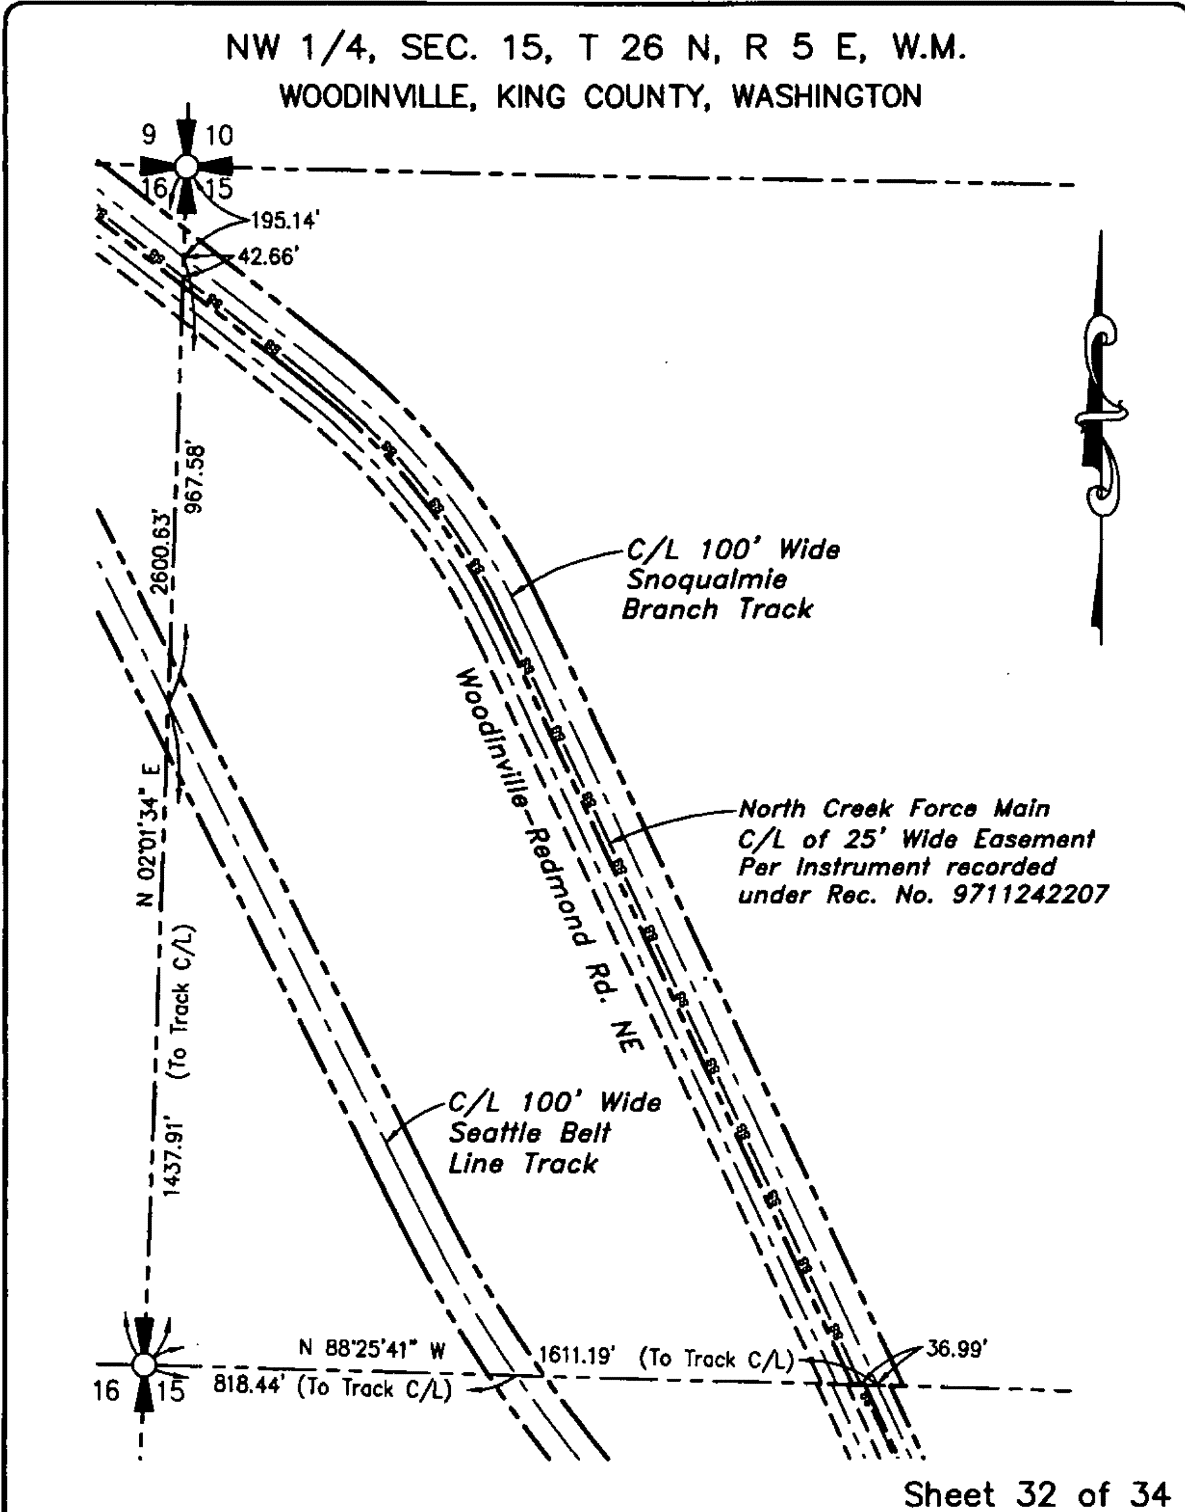 NW 1/4, SEC. 15, T 26 N, R 5 E, W.M.
WOODINVILLE, KING COUNTY, WASHINGTON
9 10
16 15
195.14'
42.66'
967.58'
2600.63'
C/L 100' Wide
Snoqualmie
Branch Track
Woodinville-Redmond Rd. NE
N 02°01'34" E
North Creek Force Main
C/L of 25' Wide Easement
Per Instrument recorded
under Rec. No. 9711242207
1437.91' (To Track C/L)
C/L 100' Wide
Seattle Belt
Line Track
N 88°25'41" W
1611.19' (To Track C/L)
36.99'
818.44' (To Track C/L)
16 15
Sheet 32 of 34